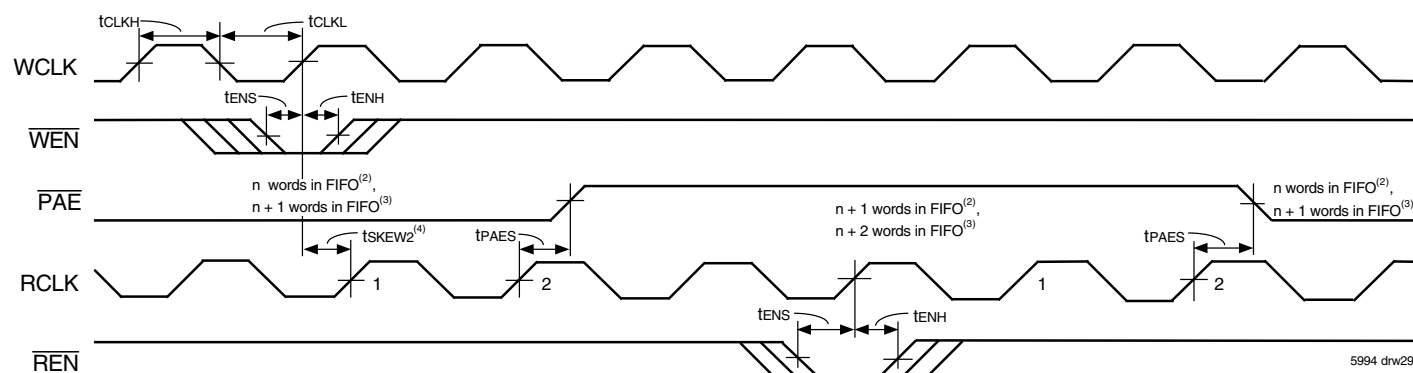 tCLKH
tCLKL
WCLK
tENS
tENH
WEN
n words in FIFO(2),
n + 1 words in FIFO(3)
PAE
n + 1 words in FIFO(2),
n + 2 words in FIFO(3)
n words in FIFO(2),
n + 1 words in FIFO(3)
tSKEW2(4)
tPAES
tPAES
RCLK
1
2
1
2
tENS
tENH
REN
5994 drw29